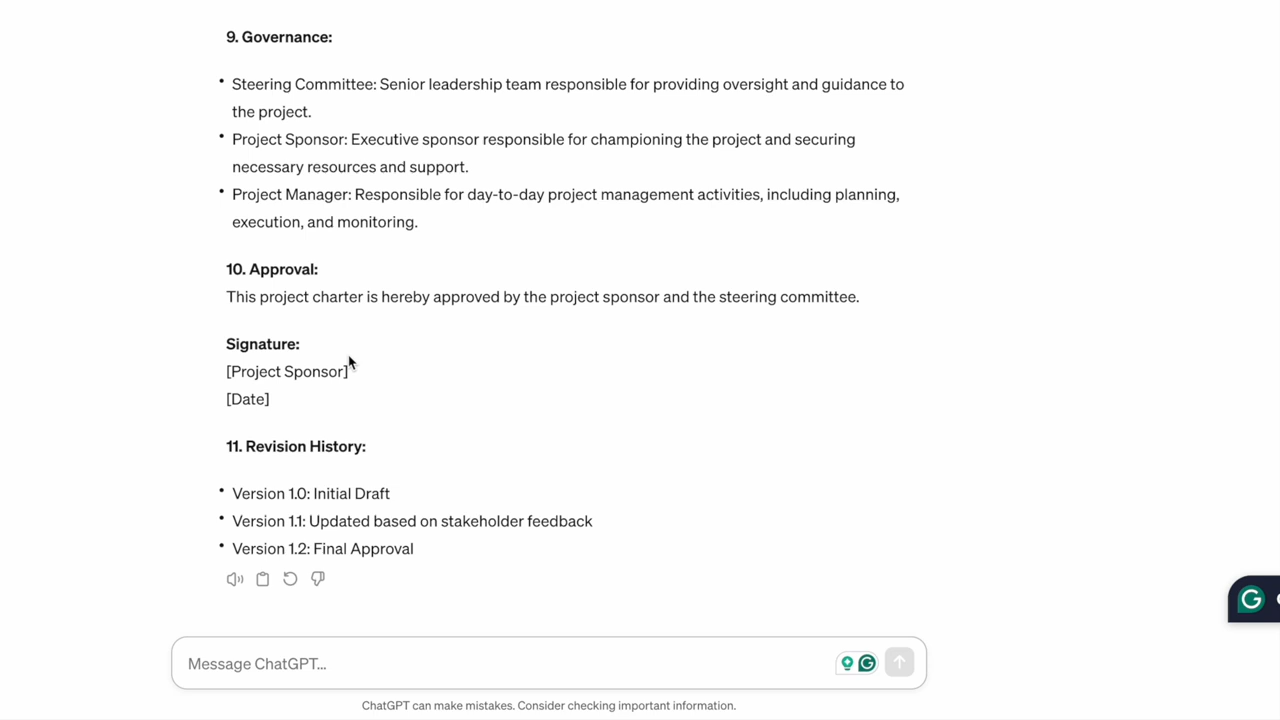 9. Governance:
• Steering Committee: Senior leadership team responsible for providing oversight and guidance to
the project.
• Project Sponsor: Executive sponsor responsible for championing the project and securing
necessary resources and support.
• Project Manager: Responsible for day-to-day project management activities, including planning,
execution, and monitoring.
10. Approval:
This project charter is hereby approved by the project sponsor and the steering committee.
Signature:
[Project Sponsor]
[Date]
11. Revision History:
• Version 1.0: Initial Draft
• Version 1.1: Updated based on stakeholder feedback
• Version 1.2: Final Approval
Message ChatGPT...
ChatGPT can make mistakes. Consider checking important information.